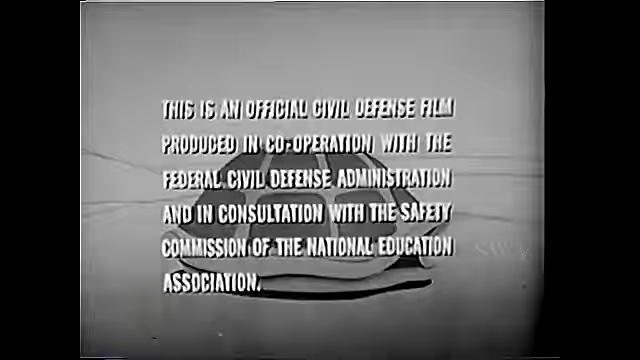 THIS IS AN OFFICIAL CIVIL DEFENSE FILM
PRODUCED IN CO-OPERATION WITH THE
FEDERAL CIVIL DEFENSE ADMINISTRATION
AND IN CONSULTATION WITH THE SAFETY
COMMISSION OF THE NATIONAL EDUCATION
ASSOCIATION.